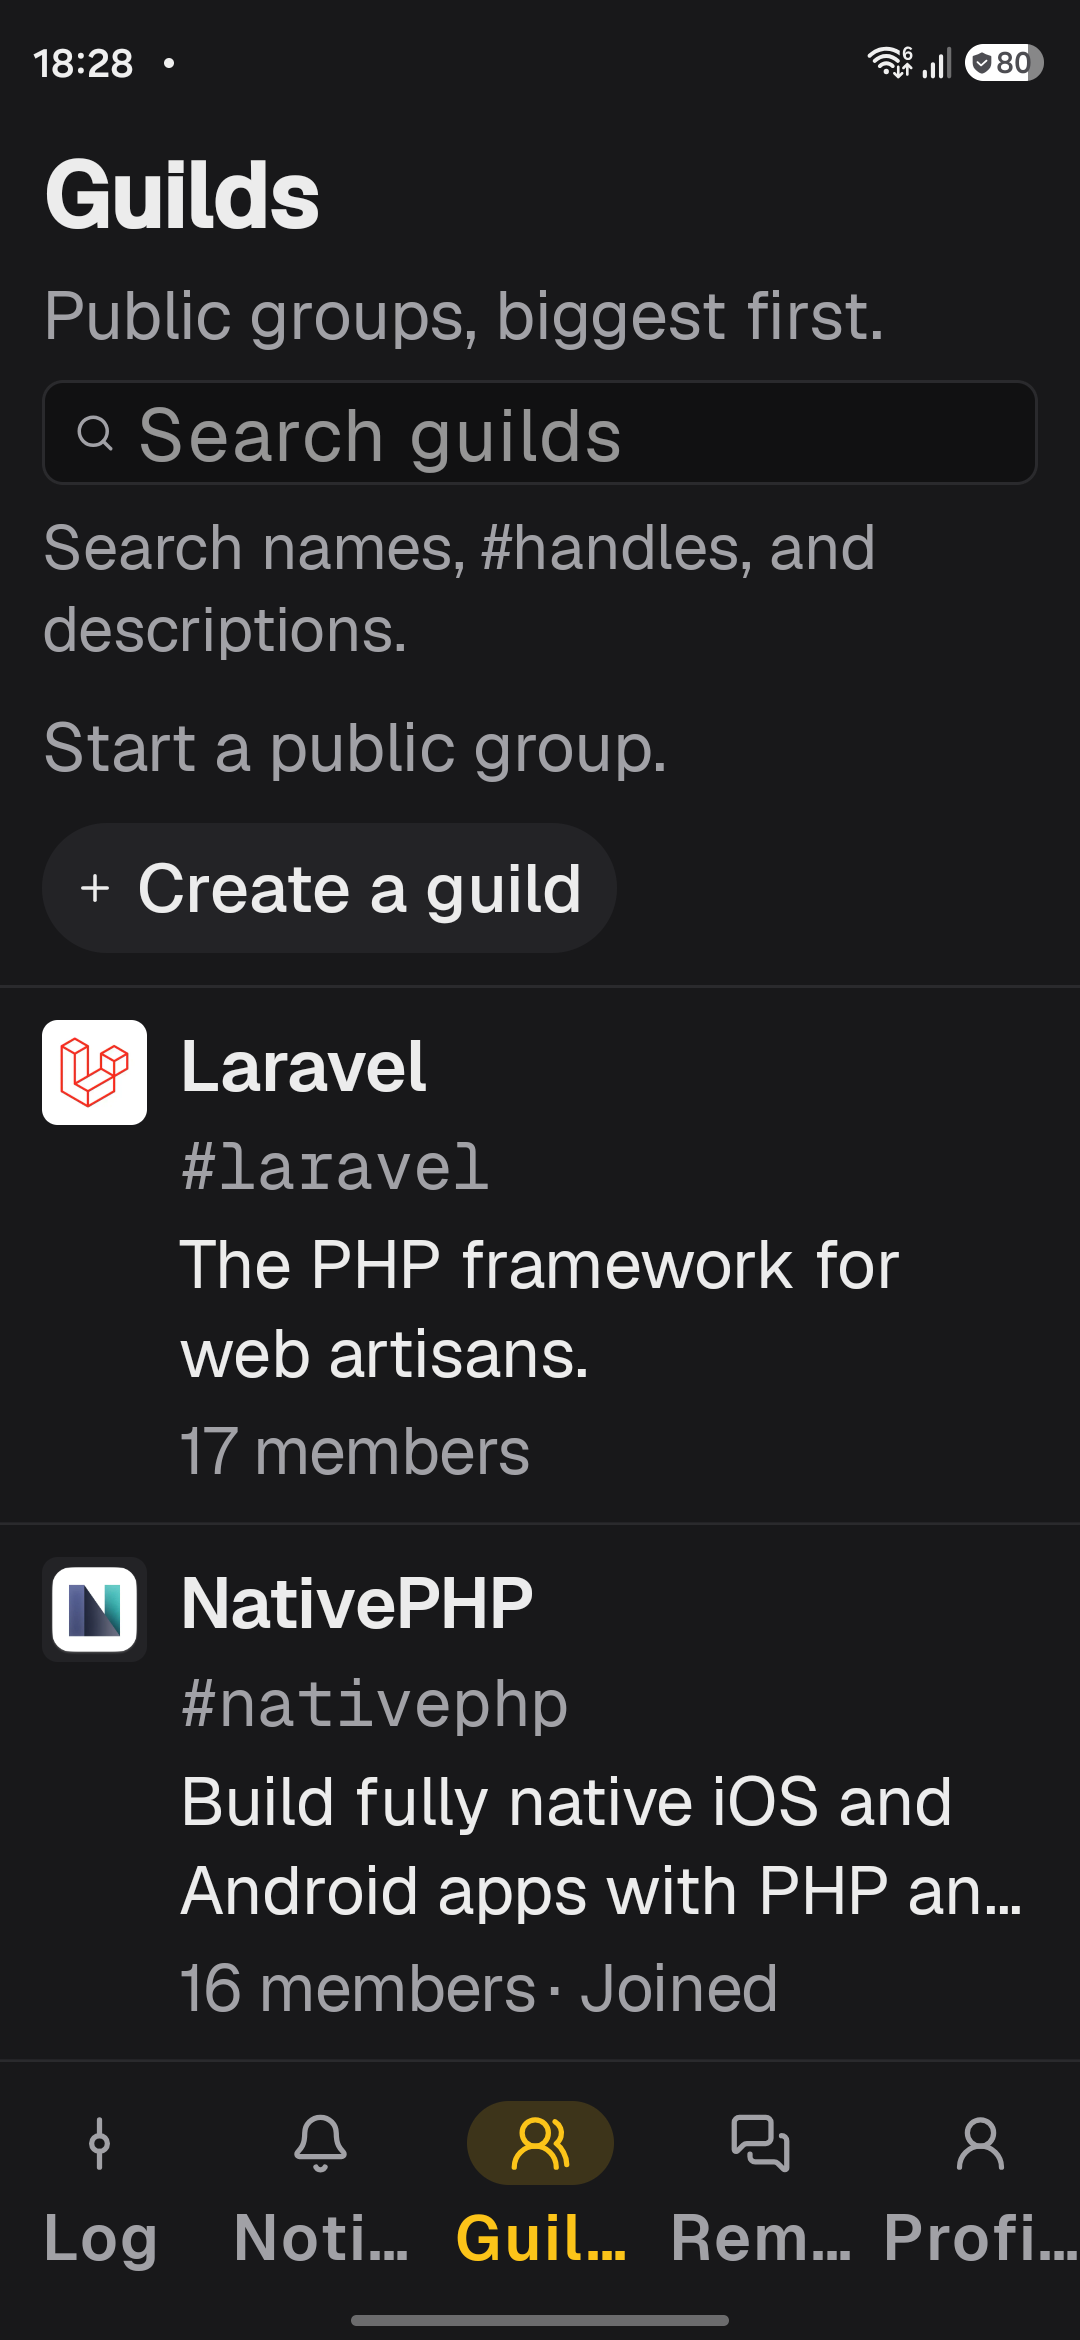 18:28
6
80
Guilds
Public groups, biggest first.
Search guilds
Search names, #handles, and
descriptions.
Start a public group.
+ Create a guild
Laravel
#laravel
The PHP framework for
web artisans.
17 members
NativePHP
#nativephp
Build fully native iOS and
Android apps with PHP an...
16 members · Joined
Log
Noti...
Guil...
Rem...
Profi...